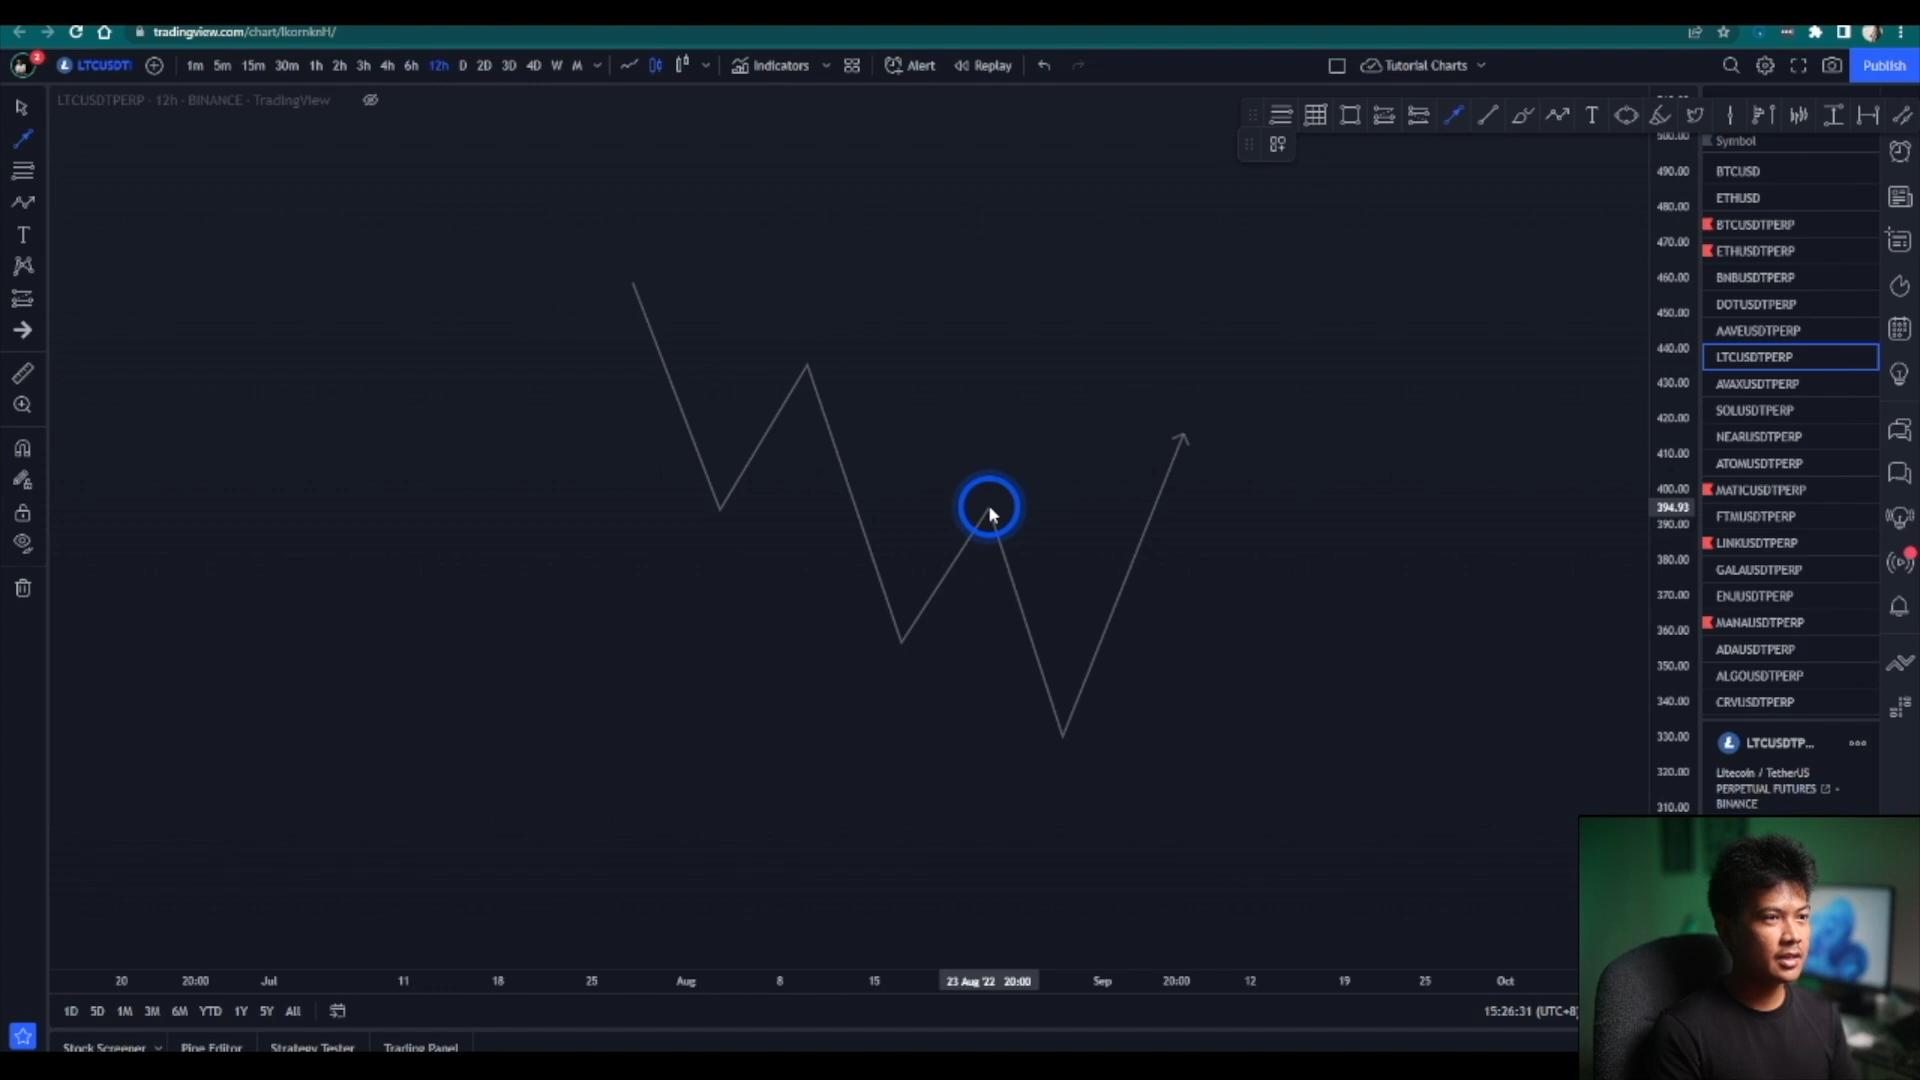 tradingview.com/chart/lkornknH/
2
LTCUSDT 1m 5m 15m 30m 1h 2h 3h 4h 6h 12h D 2D 3D 4D W M Indicators Alert Replay Tutorial Charts Publish
LTCUSDTPERP · 12h · BINANCE · TradingView
500.00
490.00
480.00
470.00
460.00
450.00
440.00
430.00
420.00
410.00
400.00
394.93
390.00
380.00
370.00
360.00
350.00
340.00
330.00
320.00
310.00
Symbol
BTCUSD
ETHUSD
BTCUSDTPERP
ETHUSDTPERP
BNBUSDTPERP
DOTUSDTPERP
AAVEUSDTPERP
LTCUSDTPERP
AVAXUSDTPERP
SOLUSDTPERP
NEARUSDTPERP
ATOMUSDTPERP
MATICUSDTPERP
FTMUSDTPERP
LINKUSDTPERP
GALAUSDTPERP
ENJUSDTPERP
MANAUSDTPERP
ADAUSDTPERP
ALGOUSDTPERP
CRVUSDTPERP
LTCUSDTP...
Litecoin / TetherUS
PERPETUAL FUTURES
BINANCE
20 20:00 Jul 11 18 25 Aug 8 15 23 Aug '22 20:00 Sep 20:00 12 19 25 Oct
1D 5D 1M 3M 6M YTD 1Y 5Y All 15:26:31 (UTC+8)
Stock Screener Pine Editor Strategy Tester Trading Panel